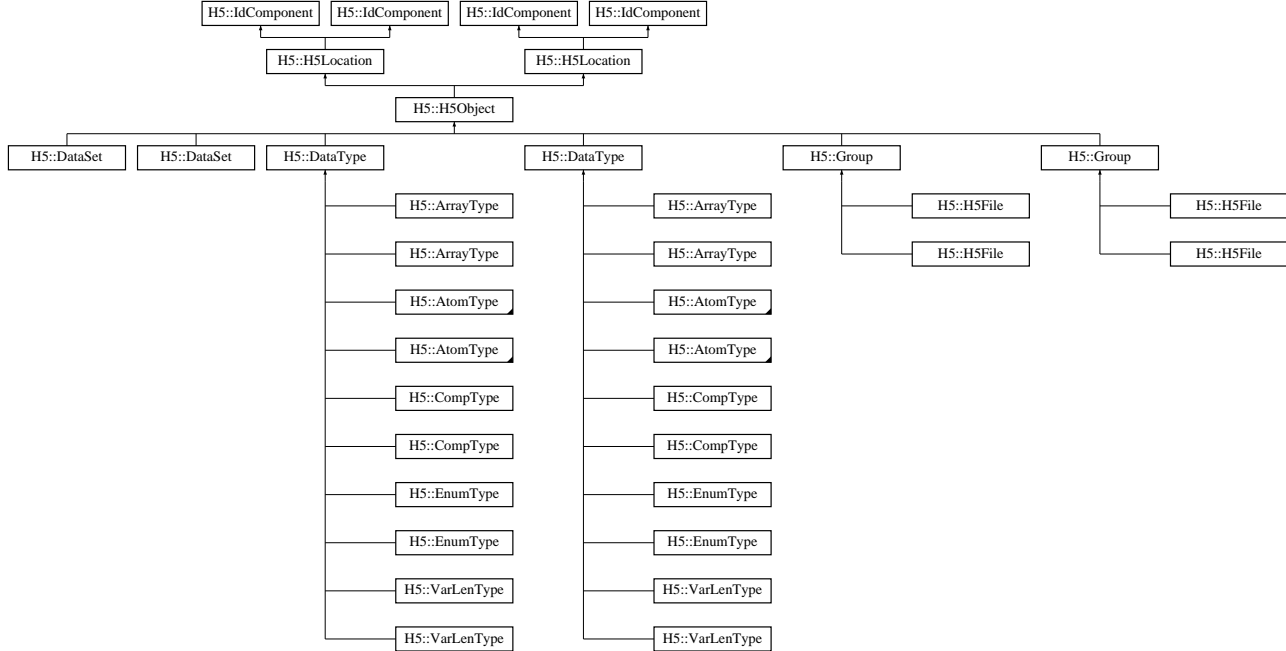 H5::IdComponent H5::IdComponent H5::IdComponent H5::IdComponent
H5::H5Location H5::H5Location
H5::H5Object
H5::DataSet H5::DataSet H5::DataType H5::DataType H5::Group H5::Group
H5::ArrayType H5::ArrayType H5::H5File H5::H5File
H5::ArrayType H5::ArrayType H5::H5File H5::H5File
H5::AtomType H5::AtomType
H5::AtomType H5::AtomType
H5::CompType H5::CompType
H5::CompType H5::CompType
H5::EnumType H5::EnumType
H5::EnumType H5::EnumType
H5::VarLenType H5::VarLenType
H5::VarLenType H5::VarLenType